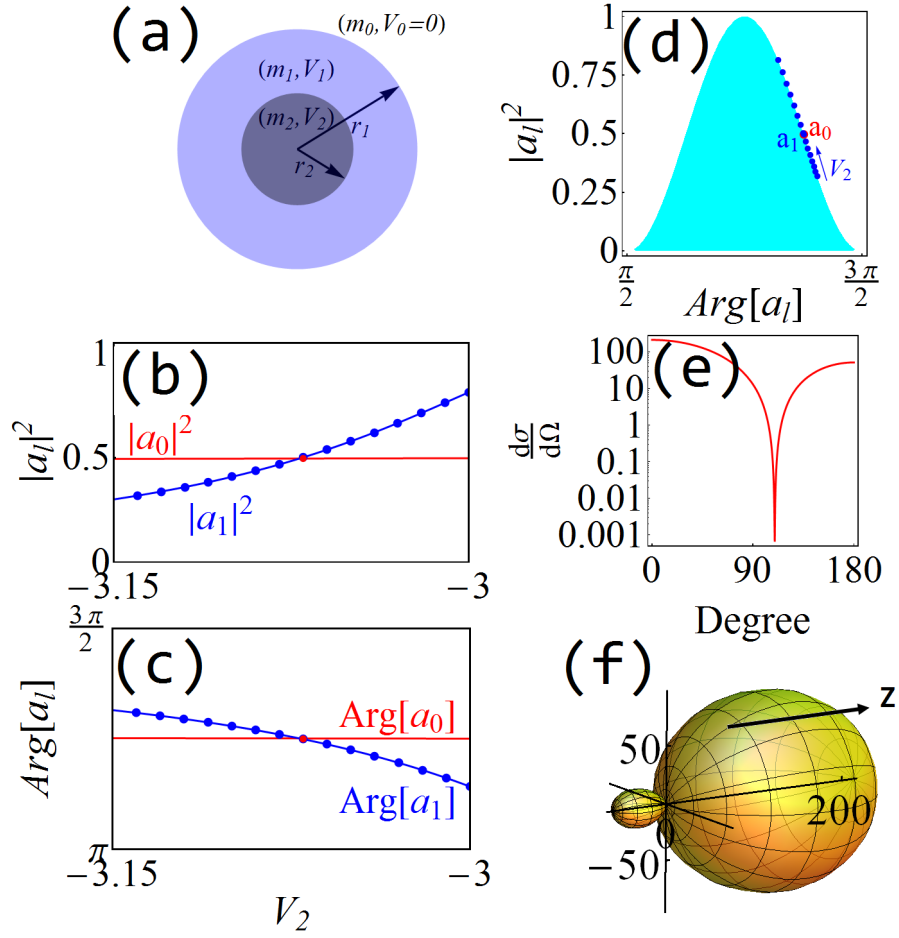 (a)
(m0,V0=0)
(m1,V1)
(m2,V2)
r1
r2
(b)
|al|²
1
0.5
0
|a0|²
|a1|²
−3.15
−3
(c)
Arg[al]
3π/2
π
Arg[a0]
Arg[a1]
−3.15
−3
V2
(d)
|al|²
1
0.75
0.5
0.25
0
a1
a0
V2
π/2
3π/2
Arg[al]
(e)
dσ/dΩ
100
10
1
0.1
0.01
0.001
0
90
180
Degree
(f)
z
50
0
−50
200